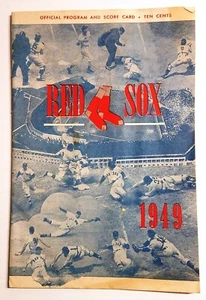 OFFICIAL PROGRAM AND SCORE CARD • TEN CENTS
RED SOX
1949